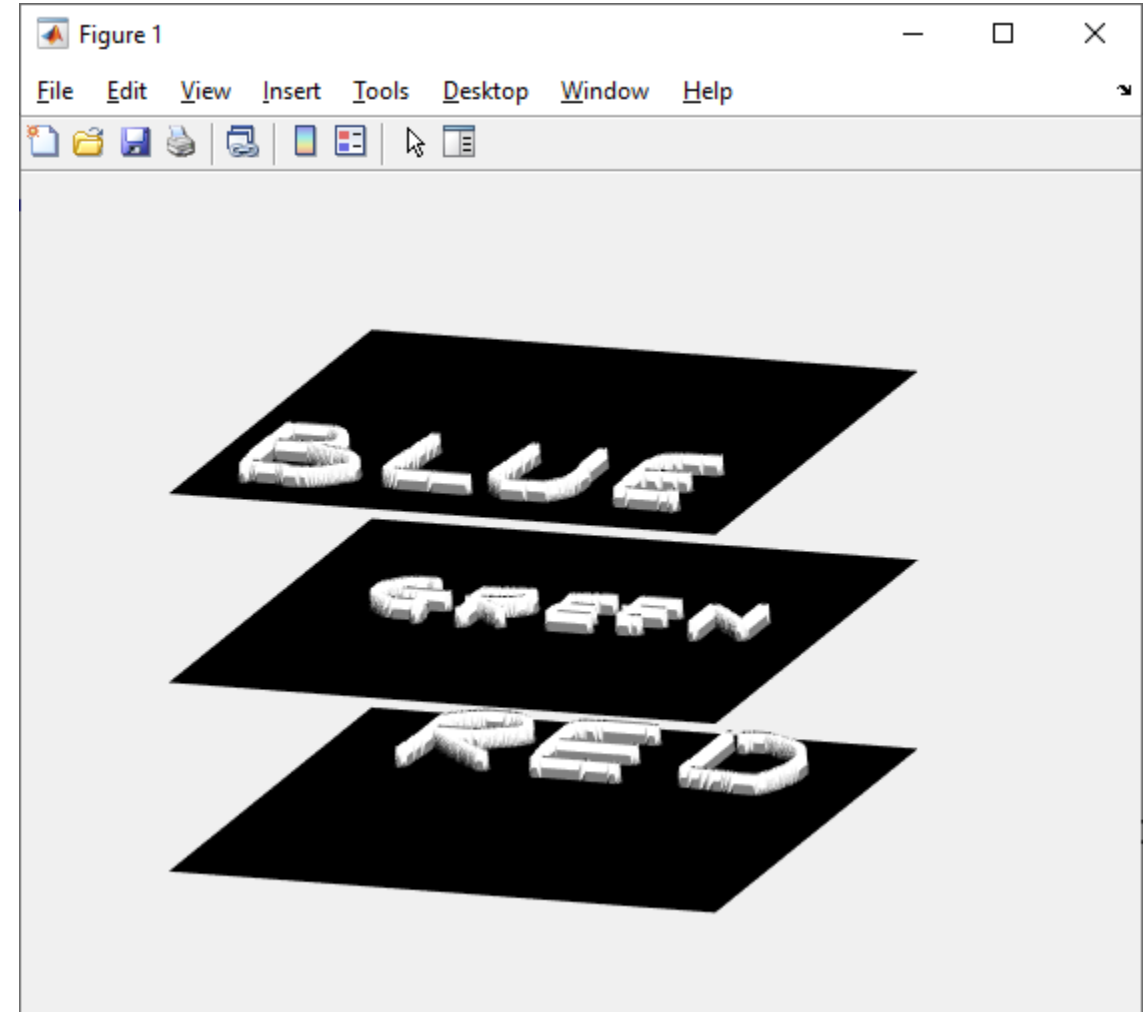 Figure 1
File Edit View Insert Tools Desktop Window Help
BLUE
GREEN
RED